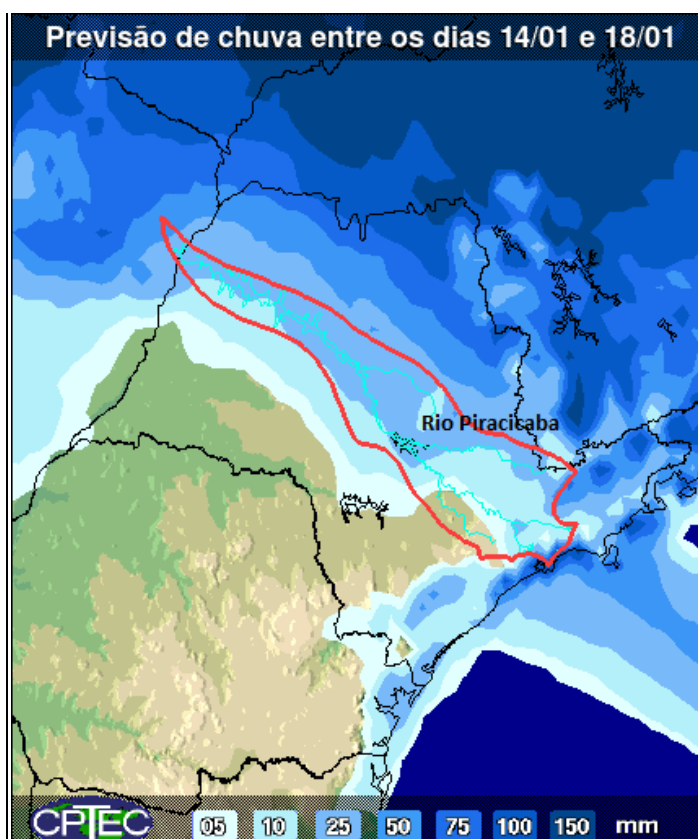 Previsão de chuva entre os dias 14/01 e 18/01
Rio Piracicaba
CPTEC 05 10 25 50 75 100 150 mm